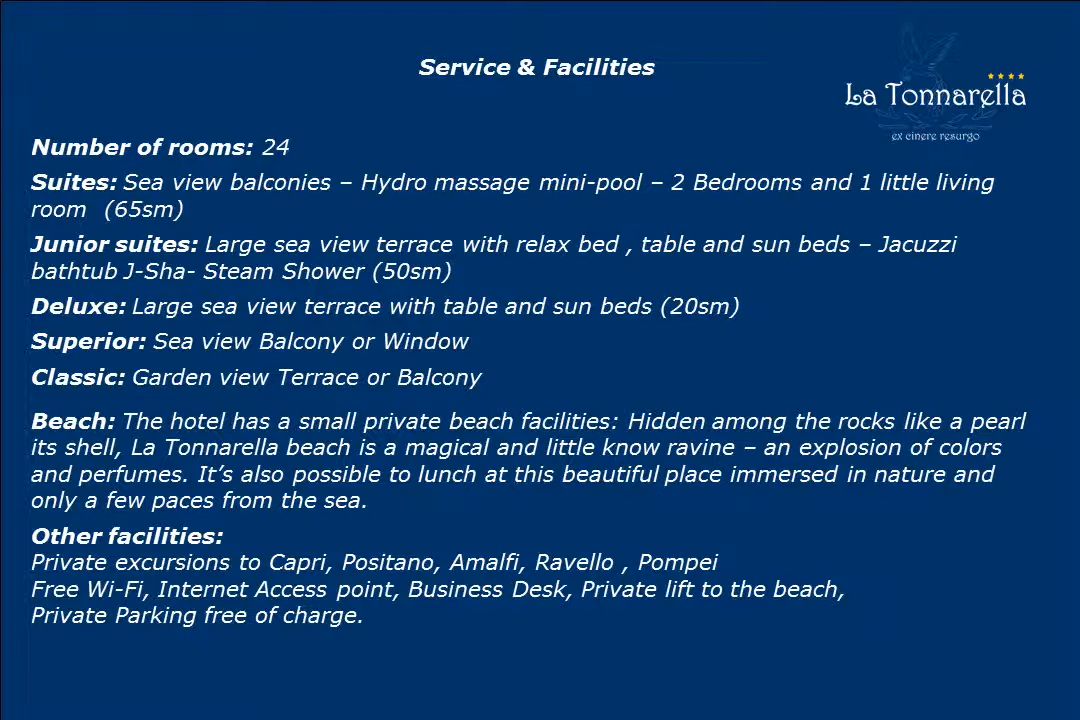 Service & Facilities
La Tonnarella
ex cinere resurgo
Number of rooms: 24
Suites: Sea view balconies – Hydro massage mini-pool – 2 Bedrooms and 1 little living
room (65sm)
Junior suites: Large sea view terrace with relax bed , table and sun beds – Jacuzzi
bathtub J-Sha- Steam Shower (50sm)
Deluxe: Large sea view terrace with table and sun beds (20sm)
Superior: Sea view Balcony or Window
Classic: Garden view Terrace or Balcony
Beach: The hotel has a small private beach facilities: Hidden among the rocks like a pearl
its shell, La Tonnarella beach is a magical and little know ravine – an explosion of colors
and perfumes. It’s also possible to lunch at this beautiful place immersed in nature and
only a few paces from the sea.
Other facilities:
Private excursions to Capri, Positano, Amalfi, Ravello , Pompei
Free Wi-Fi, Internet Access point, Business Desk, Private lift to the beach,
Private Parking free of charge.